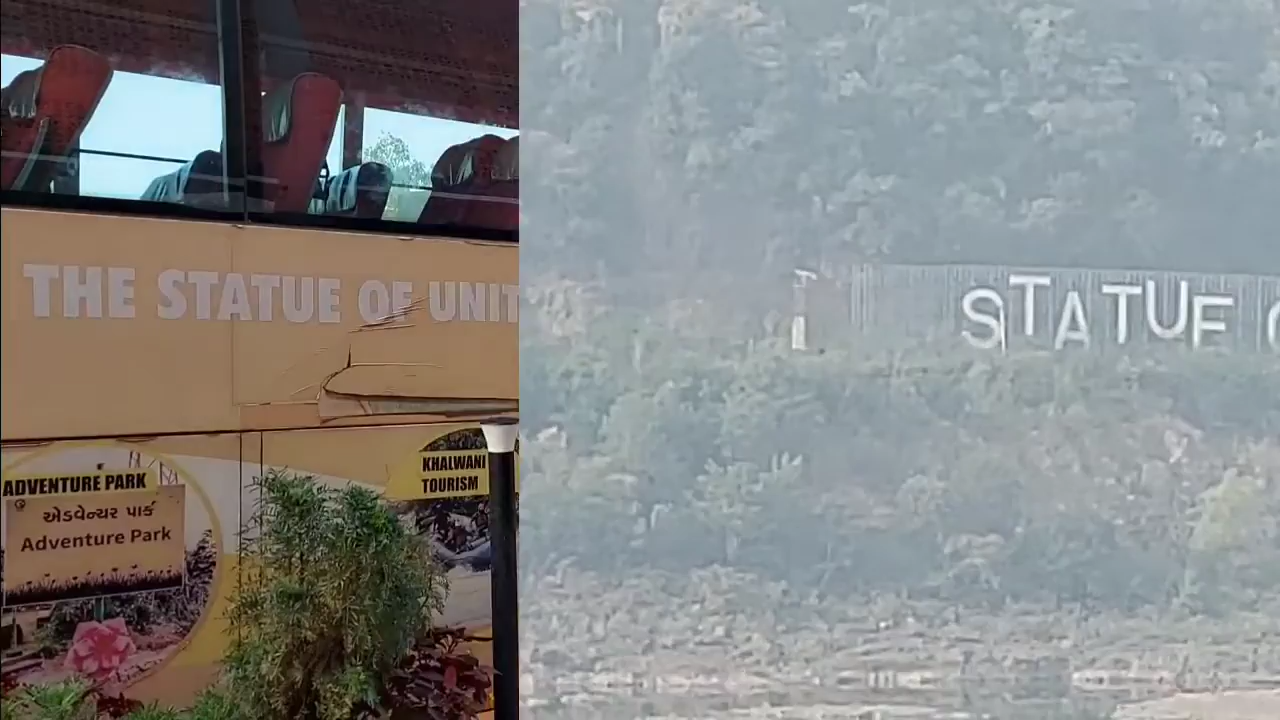 THE STATUE OF UNIT
ADVENTURE PARK
એડવેન્ચર પાર્ક
Adventure Park
KHALWANI
TOURISM
STATUE